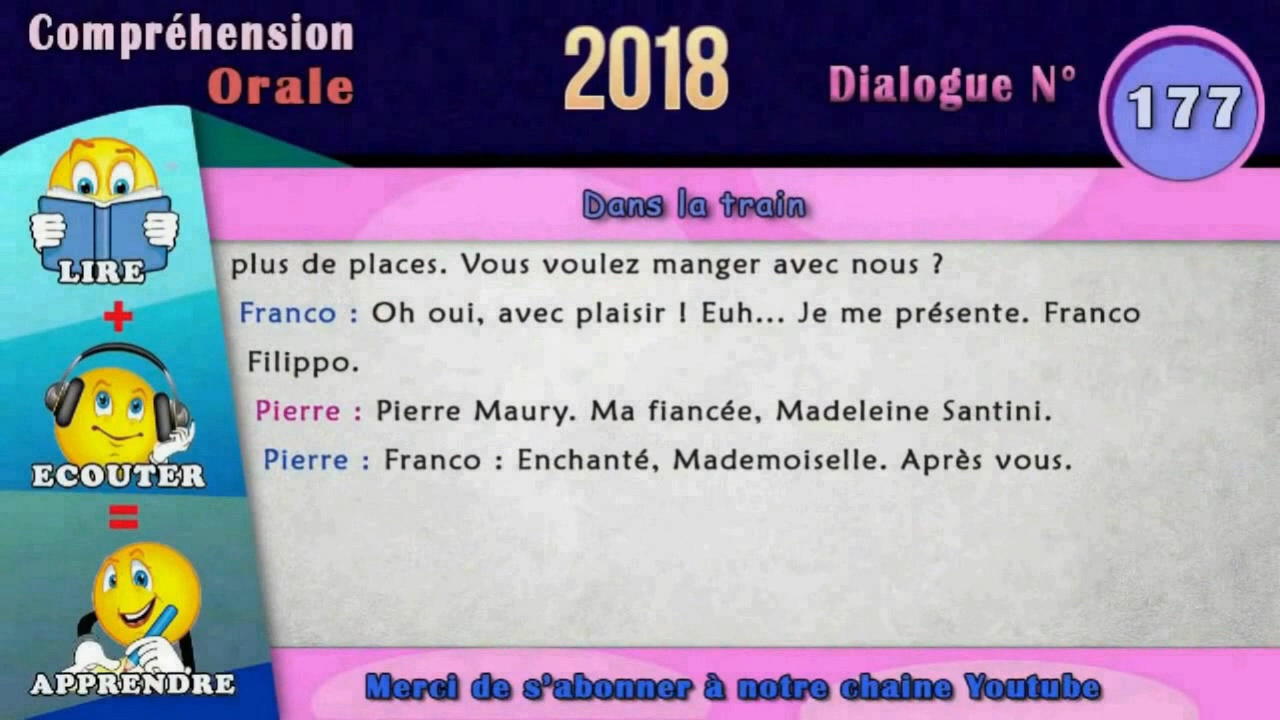 Compréhension
Orale
2018
Dialogue N°
177
Dans la train
LIRE
+
ECOUTER
=
APPRENDRE
plus de places. Vous voulez manger avec nous ?
Franco : Oh oui, avec plaisir ! Euh... Je me présente. Franco
Filippo.
Pierre : Pierre Maury. Ma fiancée, Madeleine Santini.
Pierre : Franco : Enchanté, Mademoiselle. Après vous.
Merci de s'abonner à notre chaine Youtube